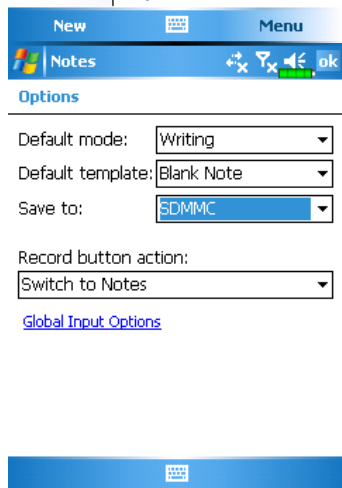 New Menu
Notes ok
Options
Default mode: Writing
Default template: Blank Note
Save to: SDMMC
Record button action:
Switch to Notes
Global Input Options